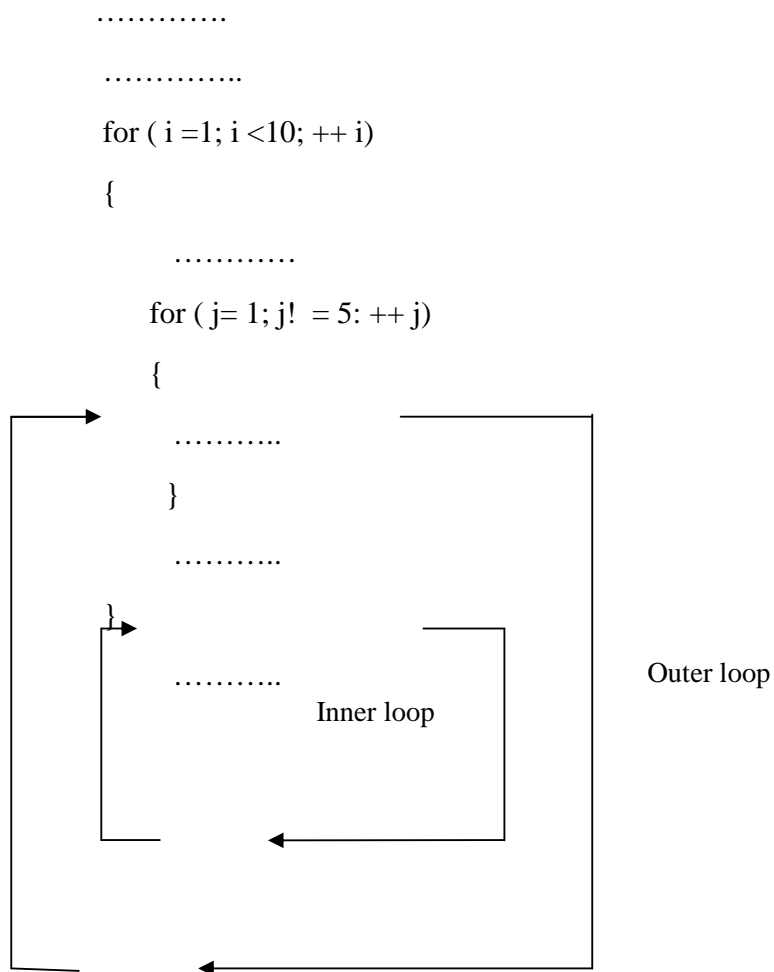 ………….
…………..
for ( i =1; i <10; ++ i)
{
…………
for ( j= 1; j! = 5: ++ j)
{
………..
}
………..
}
………..
Outer loop
Inner loop